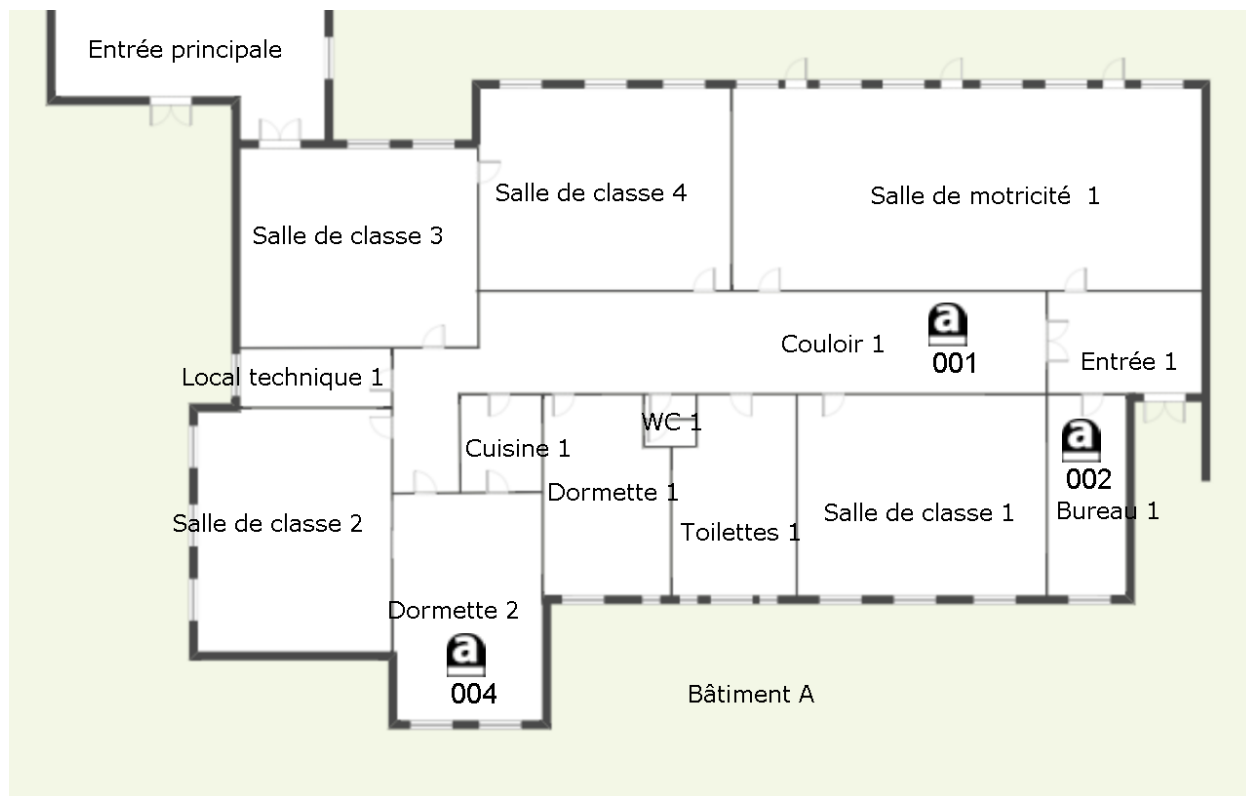 Entrée principale
Salle de classe 4
Salle de motricité 1
Salle de classe 3
a
001
Couloir 1
Entrée 1
Local technique 1
WC 1
a
002
Cuisine 1
Dormette 1
Bureau 1
Salle de classe 2
Toilettes 1
Salle de classe 1
Dormette 2
a
004
Bâtiment A